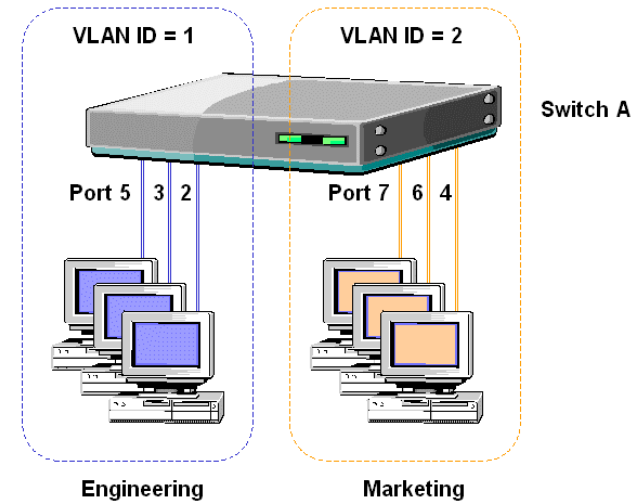 VLAN ID = 1
VLAN ID = 2
Switch A
Port 5 3 2
Port 7 6 4
Engineering
Marketing